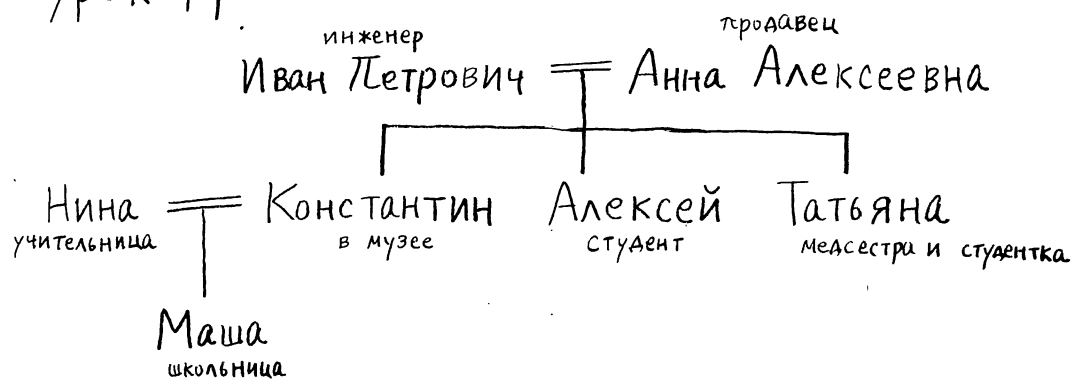 инженер продавец
Иван Петрович Анна Алексеевна
Нина Константин Алексей Татьяна
учительница в музее студент медсестра и студентка
Маша
школьница